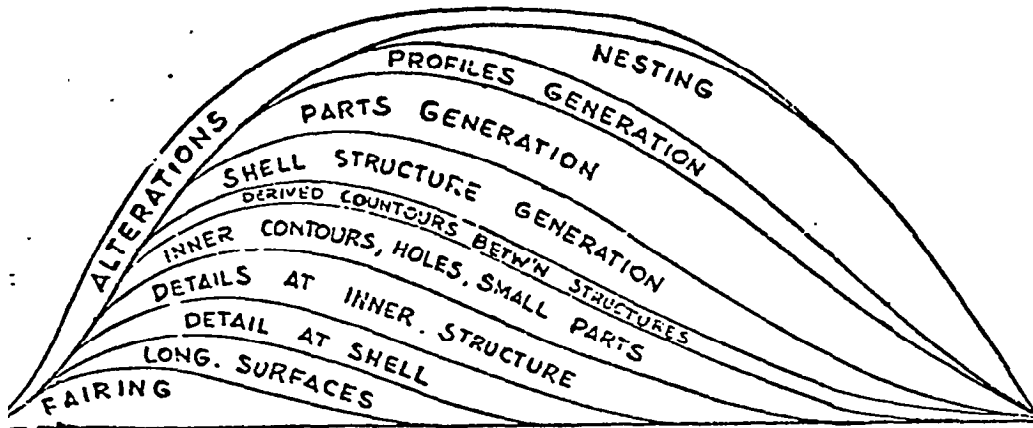 NESTING
PROFILES GENERATION
ALTERATIONS
PARTS GENERATION
SHELL STRUCTURE GENERATION
DERIVED COUNTOURS BETW'N STRUCTURES
INNER CONTOURS, HOLES, SMALL PARTS
DETAILS AT INNER. STRUCTURE
DETAIL AT SHELL
LONG. SURFACES
FAIRING